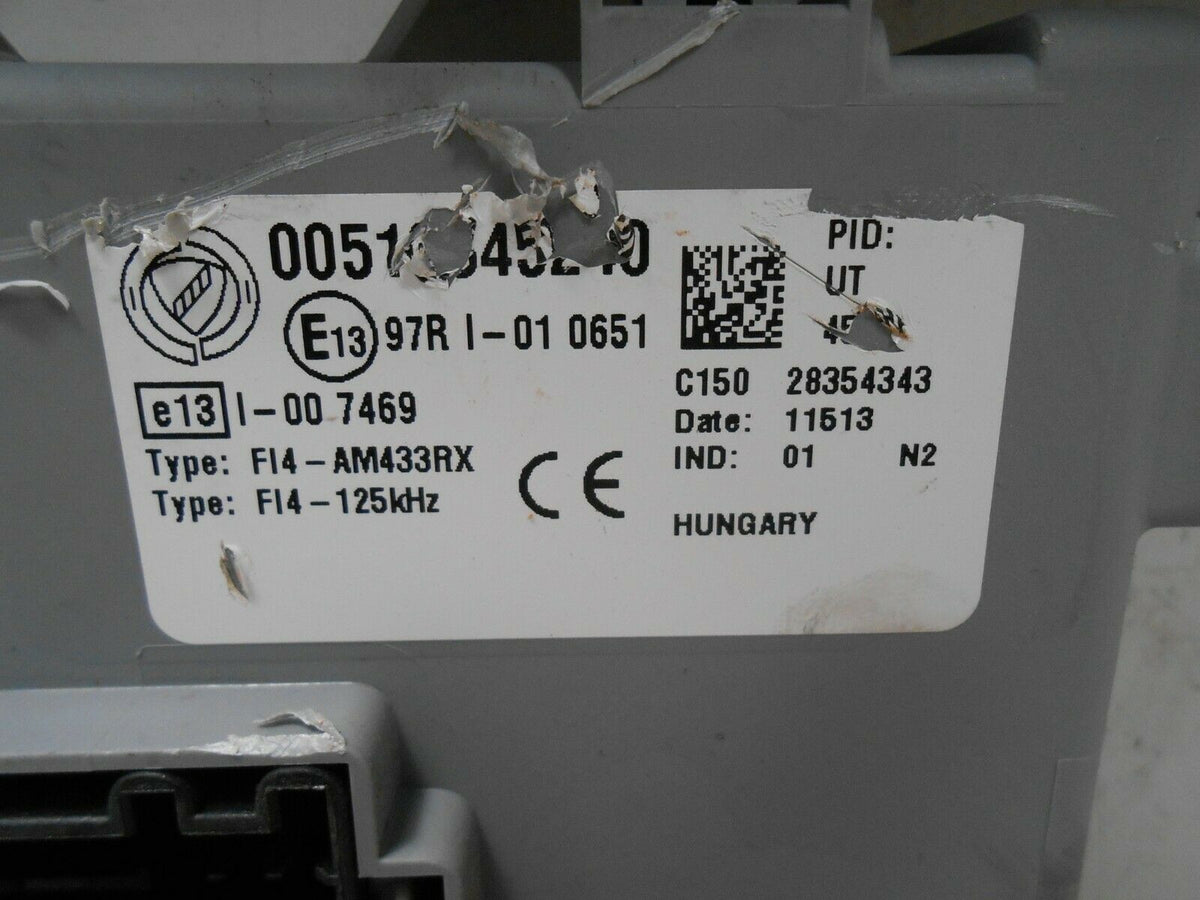 E13 97R I-01 0651
e13 I-00 7469
Type: FI4-AM433RX
Type: FI4-125kHz
CE
PID:
UT
C150 28354343
Date: 11513
IND: 01 N2
HUNGARY